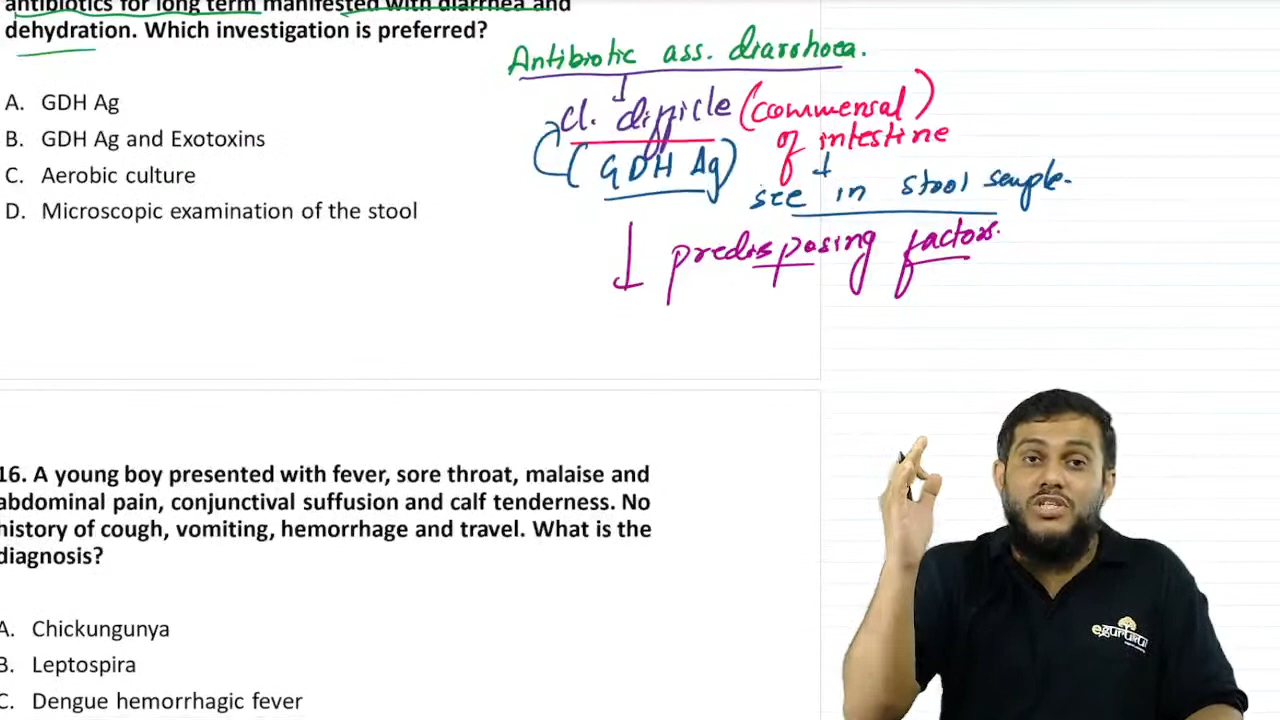 antibiotics for long term manifested with diarrhea and
dehydration. Which investigation is preferred?
A. GDH Ag
B. GDH Ag and Exotoxins
C. Aerobic culture
D. Microscopic examination of the stool
Antibiotic ass. diarrhoea.
cl. difficle (commensal)
of intestine
(GDH Ag)
see in stool sample.
predisposing factors.
16. A young boy presented with fever, sore throat, malaise and
abdominal pain, conjunctival suffusion and calf tenderness. No
history of cough, vomiting, hemorrhage and travel. What is the
diagnosis?
A. Chickungunya
B. Leptospira
C. Dengue hemorrhagic fever
egurukul